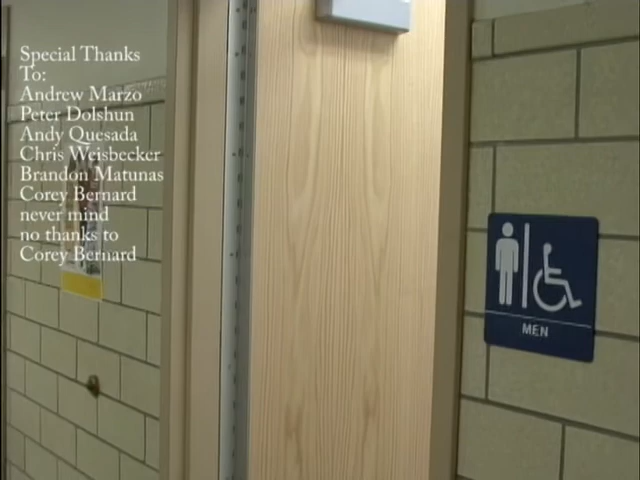 Special Thanks
To:
Andrew Marzo
Peter Dolshun
Andy Quesada
Chris Weisbecker
Brandon Matunas
Corey Bernard
never mind
no thanks to
Corey Bernard
MEN